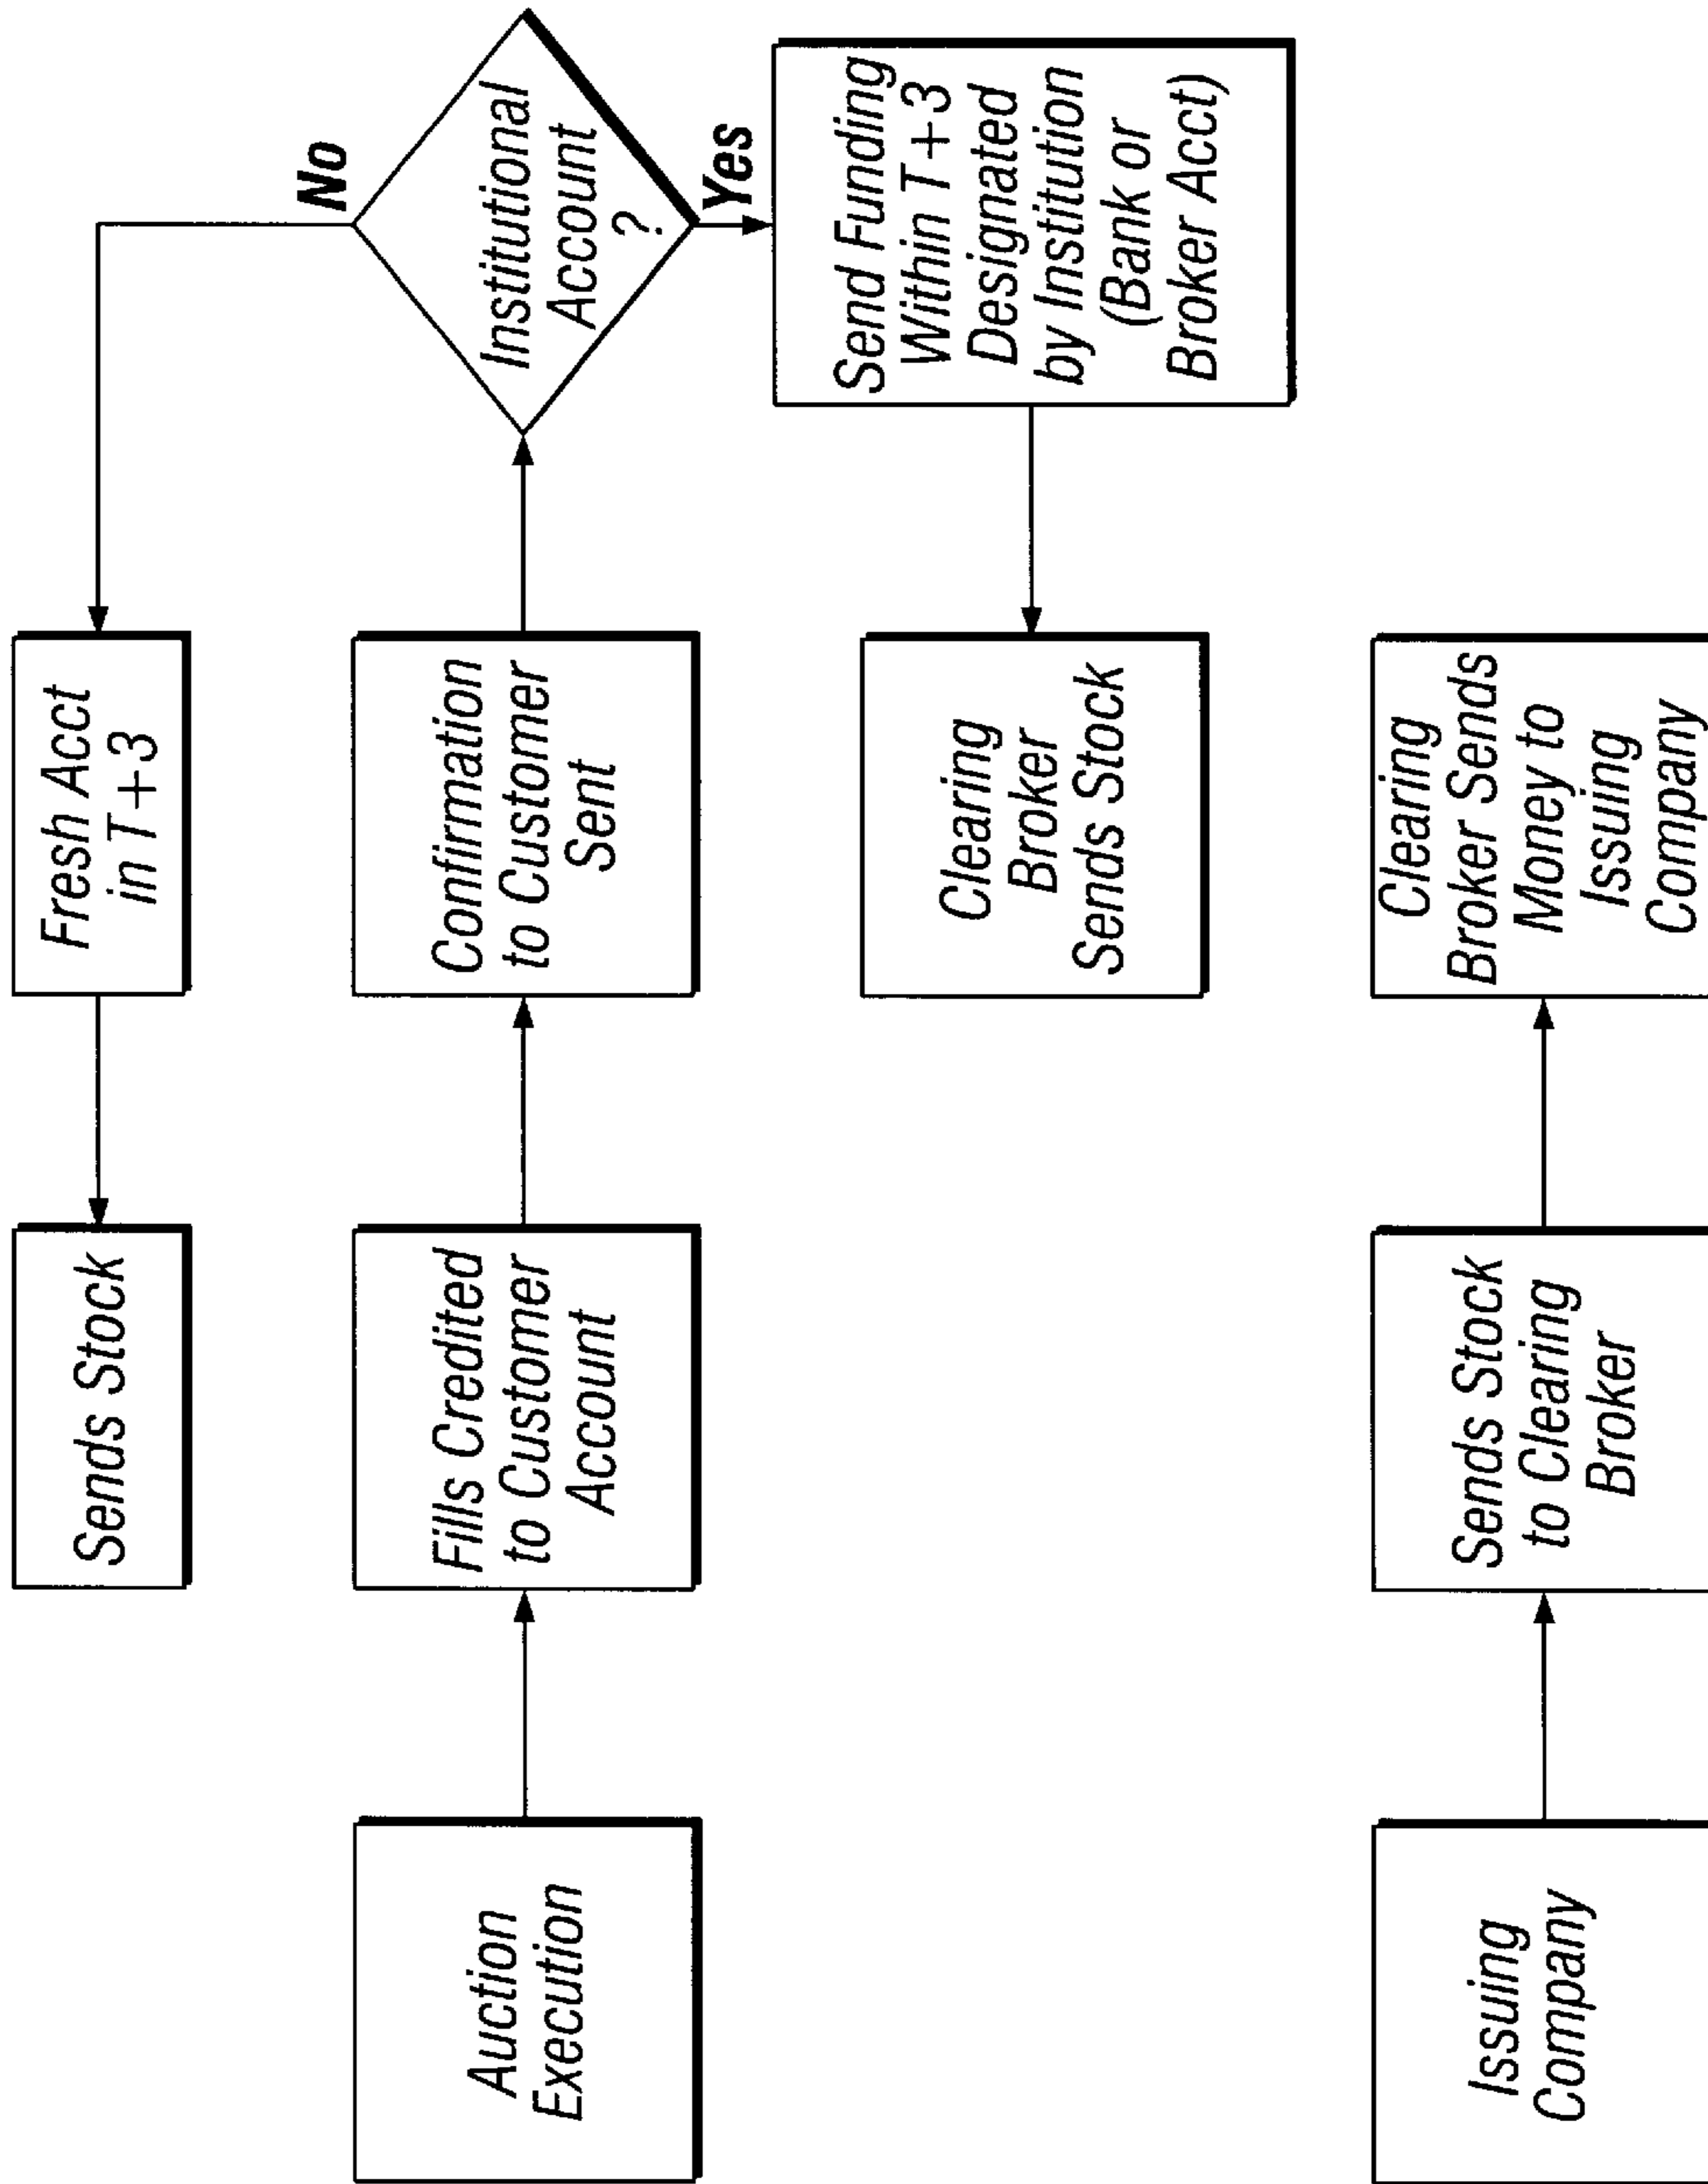 Sends Stock
Fresh Acct
in T+3
No
Auction
Execution
Fills Credited
to Customer
Account
Confirmation
to Customer
Sent
Institutional
Account
?
Yes
Clearing
Broker
Sends Stock
Send Funding
Within T+3
Designated
by Institution
(Bank or
Broker Acct)
Issuing
Company
Sends Stock
to Clearing
Broker
Clearing
Broker Sends
Money to
Issuing
Company